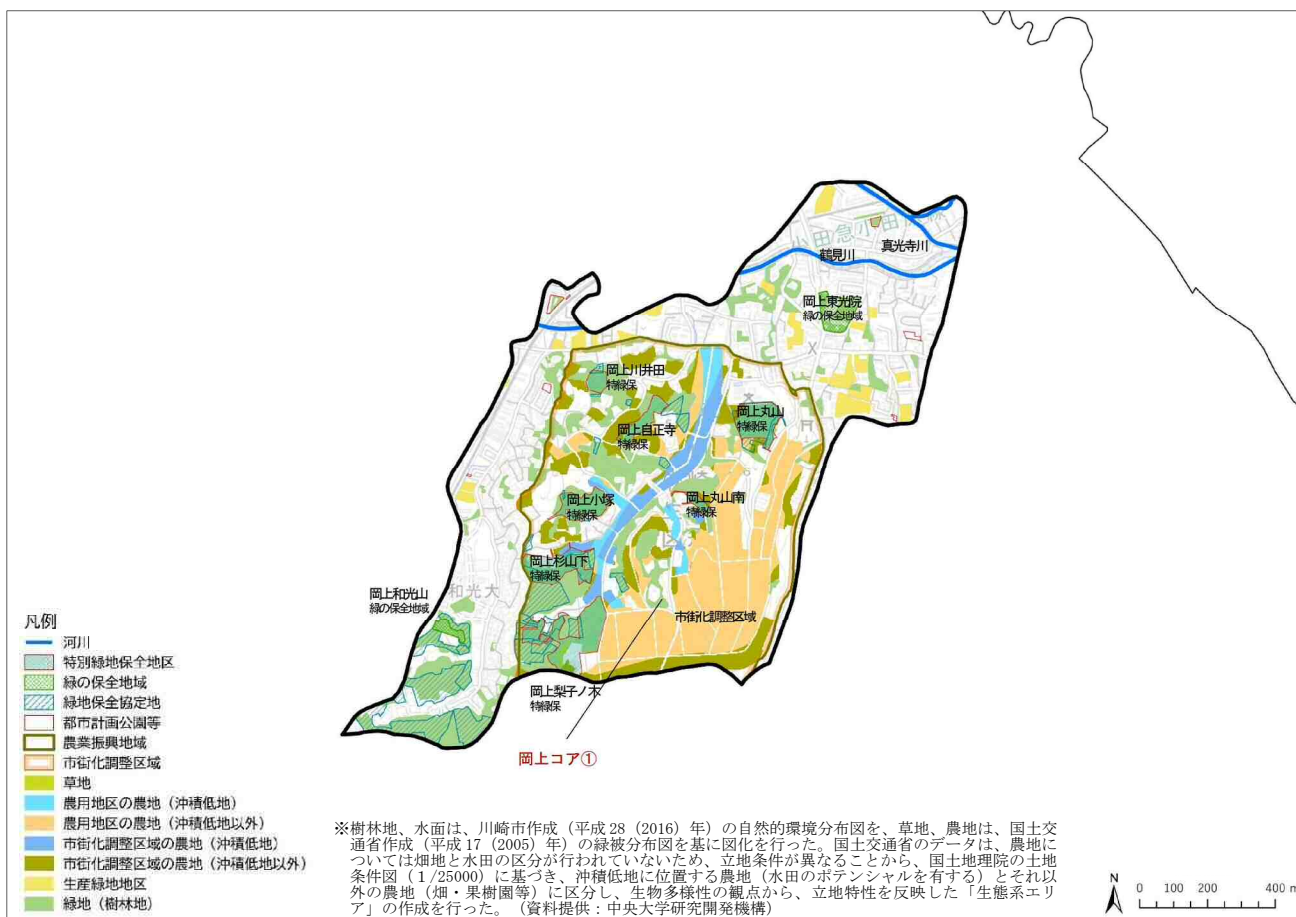 小田急小田原線
真光寺川
鶴見川
岡上東光院
緑の保全地域
岡上川井田
特緑保
岡上丸山
特緑保
岡上自正寺
特緑保
岡上小塚
特緑保
岡上丸山南
特緑保
岡上杉山下
特緑保
和光大
岡上和光山
緑の保全地域
市街化調整区域
岡上梨子ノ木
特緑保
岡上コア①
凡例
河川
特別緑地保全地区
緑の保全地域
緑地保全協定地
都市計画公園等
農業振興地域
市街化調整区域
草地
農用地区の農地（沖積低地）
農用地区の農地（沖積低地以外）
市街化調整区域の農地（沖積低地）
市街化調整区域の農地（沖積低地以外）
生産緑地地区
緑地（樹林地）
※樹林地、水面は、川崎市作成（平成28（2016）年）の自然的環境分布図を、草地、農地は、国土交
通省作成（平成17（2005）年）の緑被分布図を基に図化を行った。国土交通省のデータは、農地に
ついては畑地と水田の区分が行われていないため、立地条件が異なることから、国土地理院の土地
条件図（1/25000）に基づき、沖積低地に位置する農地（水田のポテンシャルを有する）とそれ以
外の農地（畑・果樹園等）に区分し、生物多様性の観点から、立地特性を反映した「生態系エリ
ア」の作成を行った。（資料提供：中央大学研究開発機構）
N
0 100 200 400 m